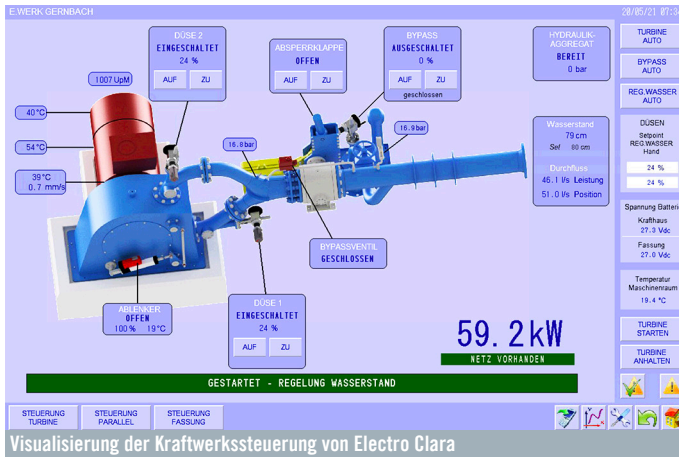 E.WERK GERNBACH
20/05/21 07:34
DÜSE 2
EINGESCHALTET
24 %
AUF ZU
ABSPERRKLAPPE
OFFEN
AUF ZU
BYPASS
AUSGESCHALTET
0 %
AUF ZU
geschlossen
HYDRAULIK-
AGGREGAT
BEREIT
0 bar
TURBINE
AUTO
BYPASS
AUTO
REG.WASSER
AUTO
1007 UpM
40°C
54°C
39°C
0.7 mm/s
16.8 bar
16.9 bar
Wasserstand
79 cm
Set 80 cm
Durchfluss
46.1 l/s Leistung
51.0 l/s Position
DÜSEN
Setpoint
REG.WASSER
Hand
24 %
24 %
Spannung Batterie
Krafthaus
27.3 Vdc
Fassung
27.0 Vdc
Temperatur
Maschinenraum
19.4 °C
BYPASSVENTIL
GESCHLOSSEN
ABLENKER
OFFEN
100 % 19°C
DÜSE 1
EINGESCHALTET
24 %
AUF ZU
59.2kW
NETZ VORHANDEN
TURBINE
STARTEN
TURBINE
ANHALTEN
GESTARTET - REGELUNG WASSERSTAND
STEUERUNG
TURBINE
STEUERUNG
PARALLEL
STEUERUNG
FASSUNG
Visualisierung der Kraftwerkssteuerung von Electro Clara